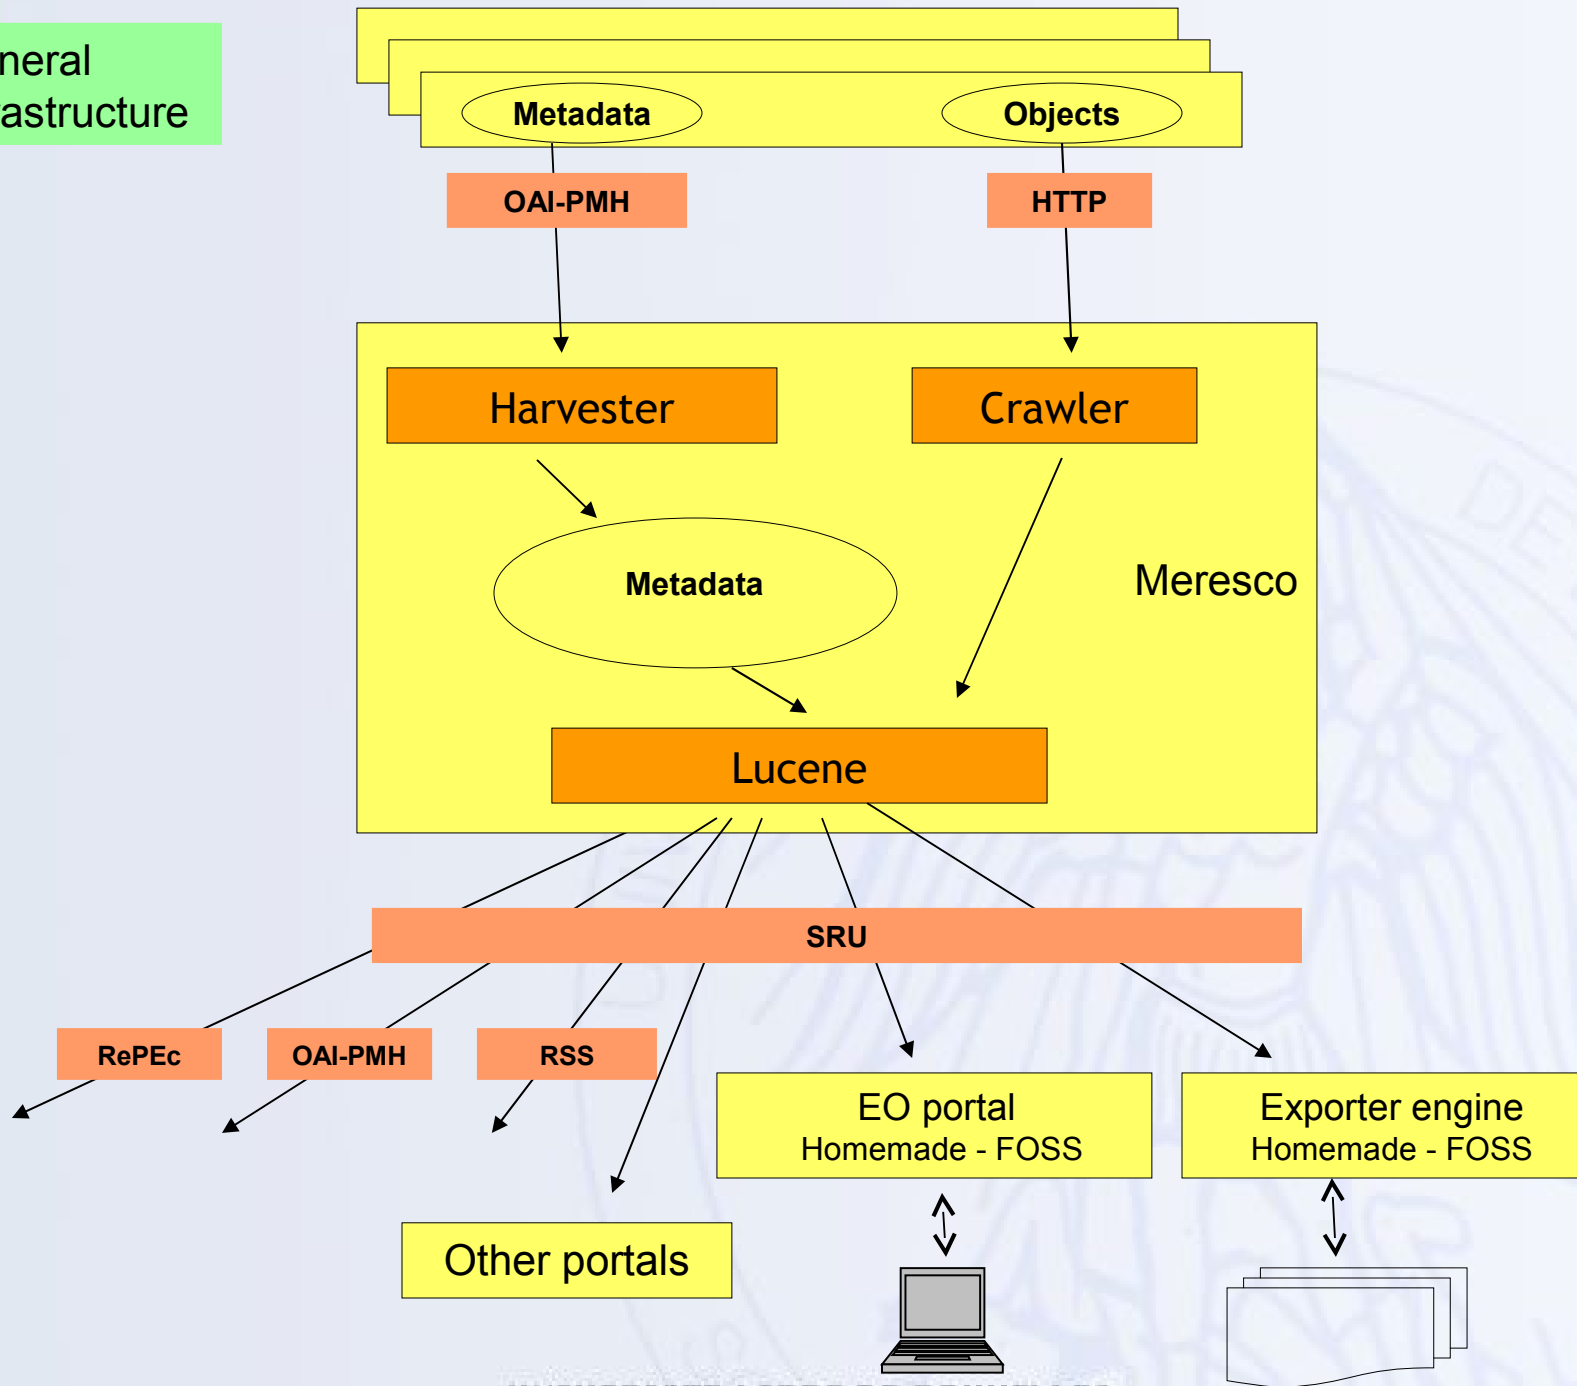 neral
astructure
Metadata
Objects
OAI-PMH
HTTP
Harvester
Crawler
Metadata
Meresco
Lucene
SRU
RePEc
OAI-PMH
RSS
EO portal
Homemade - FOSS
Exporter engine
Homemade - FOSS
Other portals